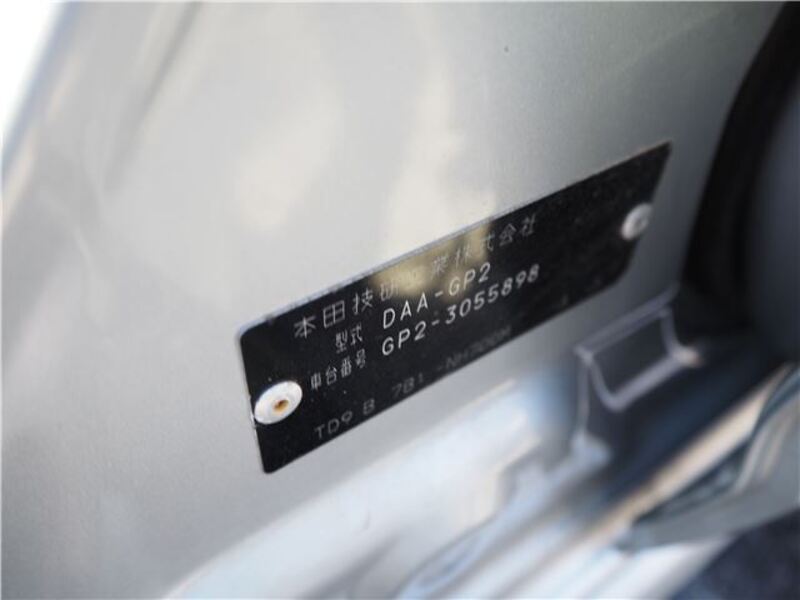 本田技研工業株式会社
型式 DAA-GP2
車台番号 GP2-3055898
TD9 B 7B1 -NH700M